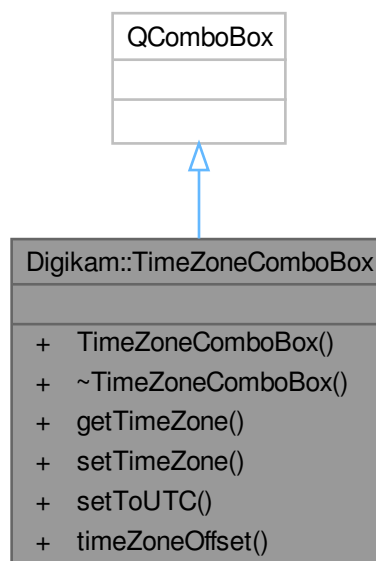 QComboBox
Digikam::TimeZoneComboBox
+ TimeZoneComboBox()
+ ~TimeZoneComboBox()
+ getTimeZone()
+ setTimeZone()
+ setToUTC()
+ timeZoneOffset()